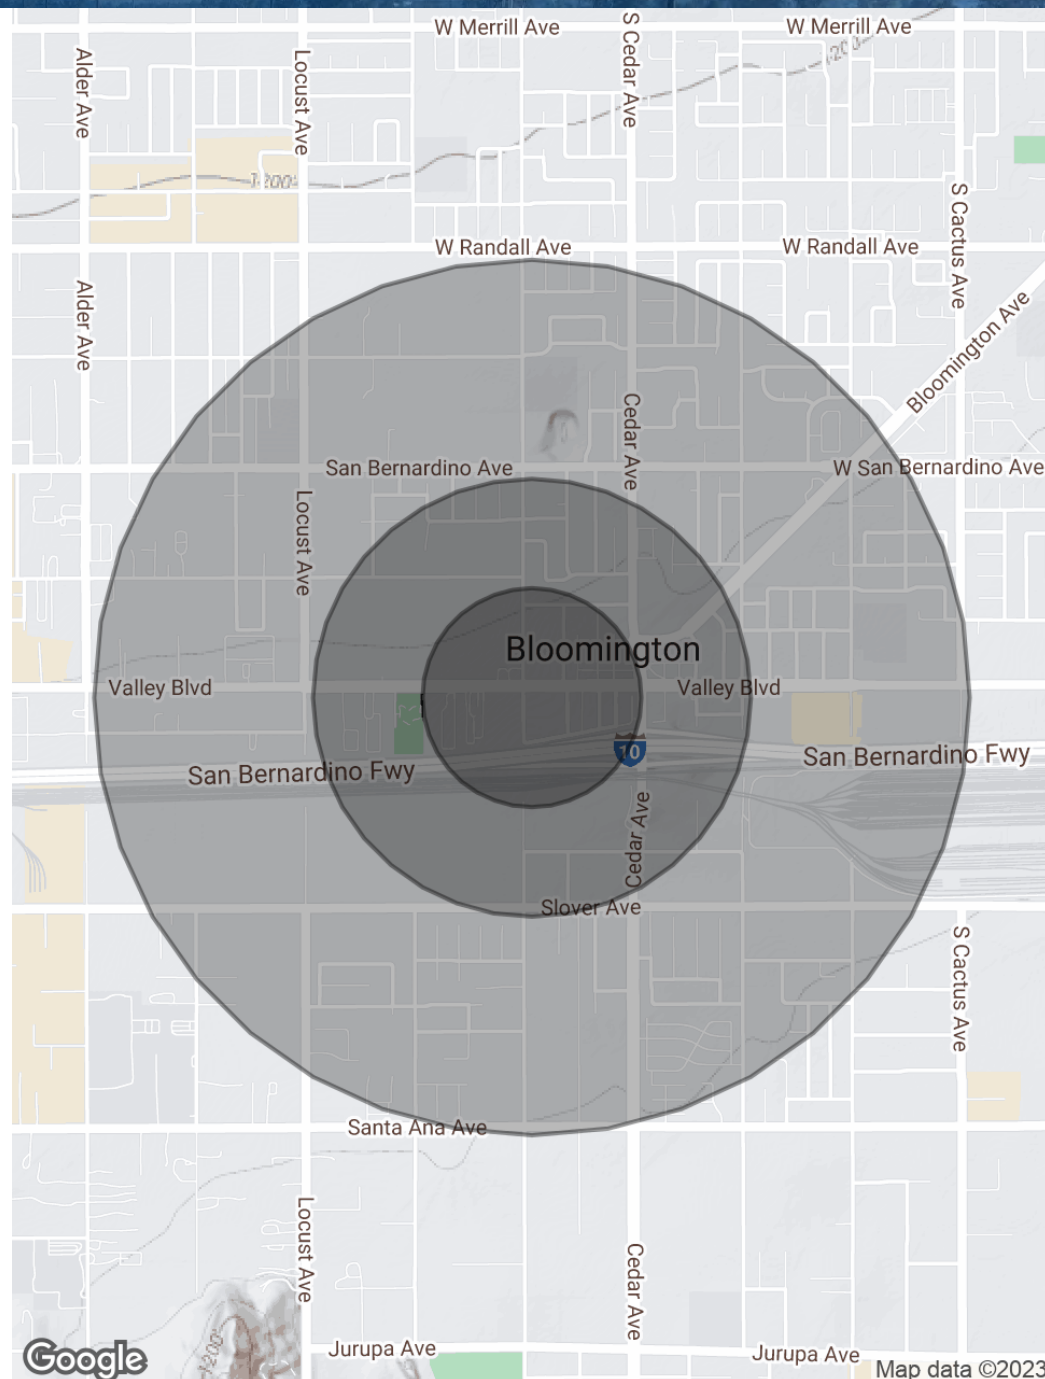 W Merrill Ave
W Merrill Ave
S Cedar Ave
Alder Ave
Locust Ave
1200'
1200'
S Cactus Ave
W Randall Ave
W Randall Ave
Alder Ave
Bloomington Ave
Cedar Ave
San Bernardino Ave
W San Bernardino Ave
Locust Ave
Bloomington
Valley Blvd
Valley Blvd
10
San Bernardino Fwy
San Bernardino Fwy
Cedar Ave
Slover Ave
S Cactus Ave
Santa Ana Ave
Locust Ave
Cedar Ave
1200'
Jurupa Ave
Jurupa Ave
Google
Map data ©2023